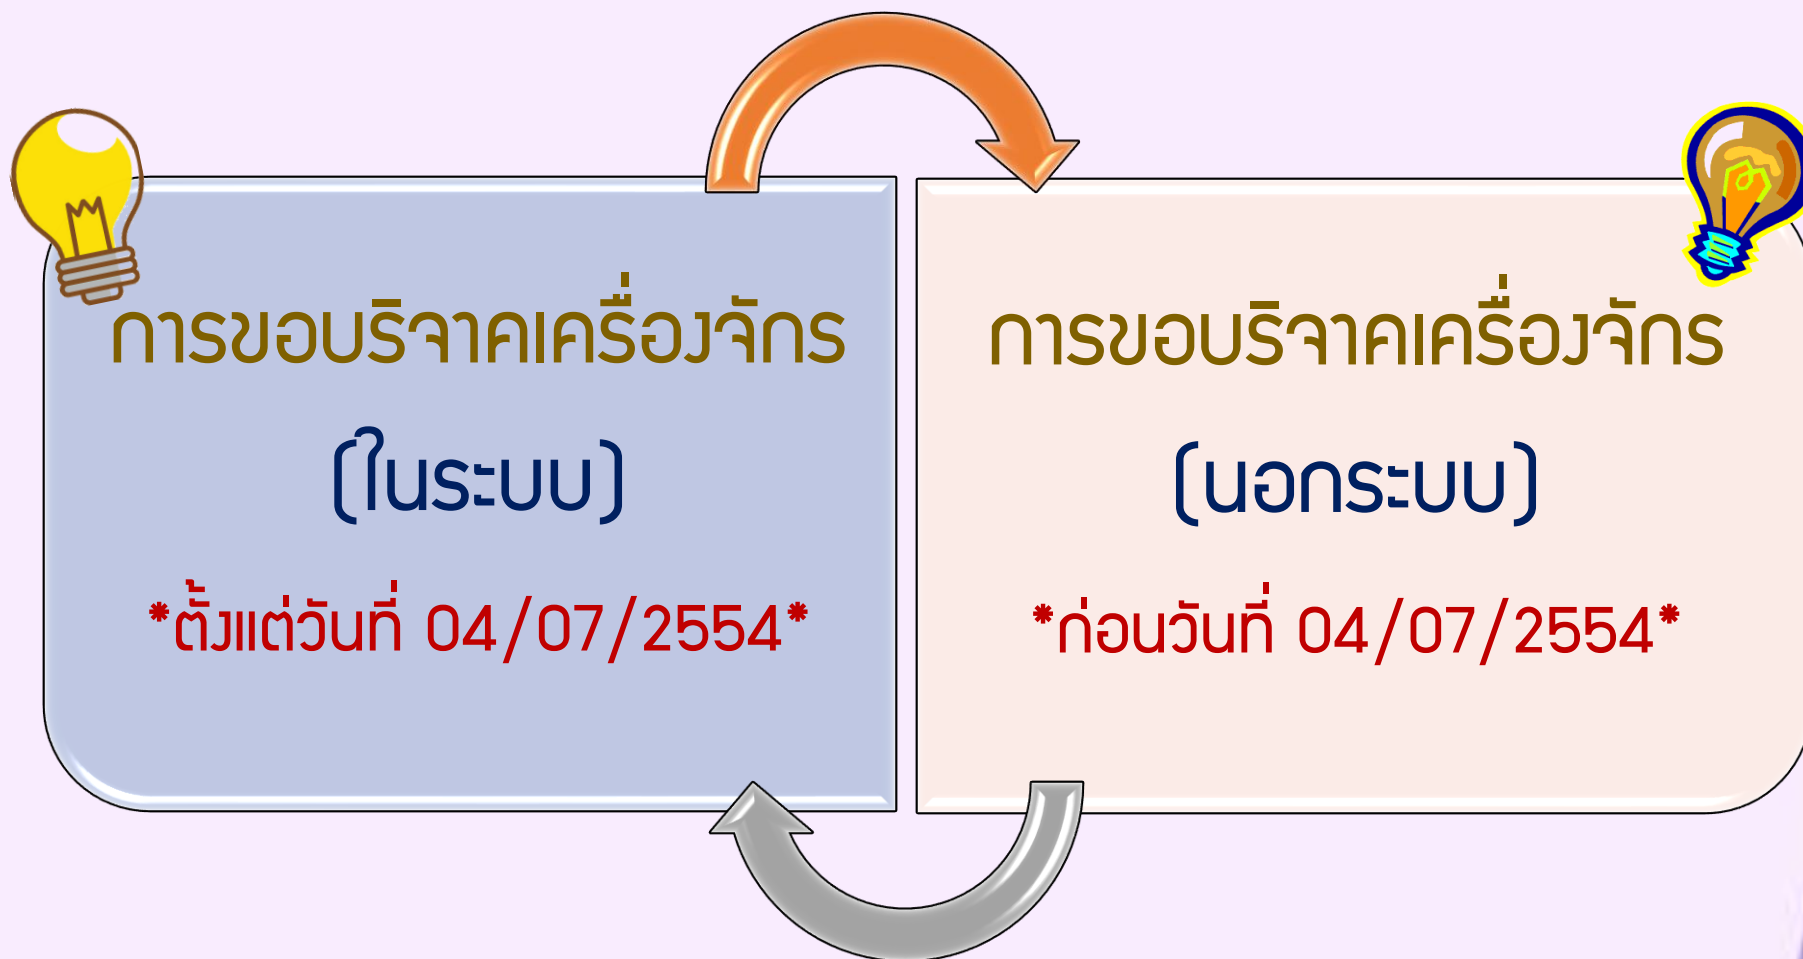 การขอบริจาคเครื่องจักร
(ในระบบ)
*ตั้งแต่วันที่ 04/07/2554*
การขอบริจาคเครื่องจักร
(นอกระบบ)
*ก่อนวันที่ 04/07/2554*